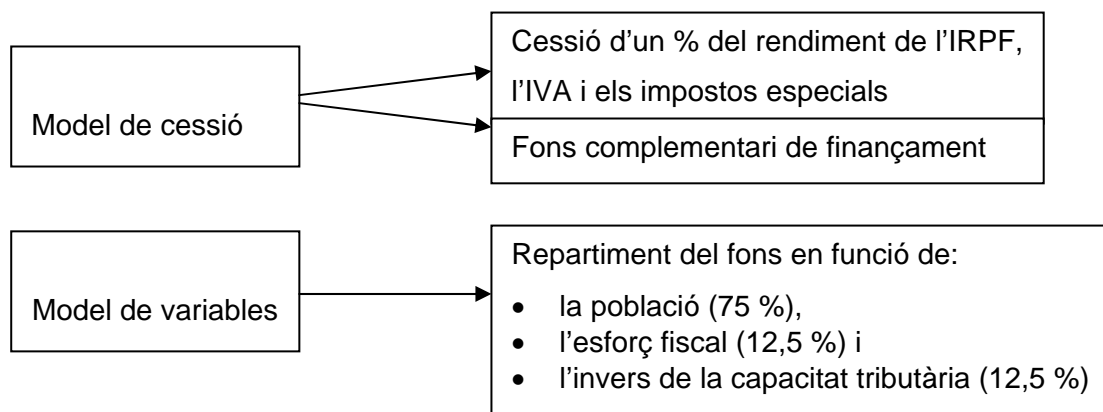 Model de cessió
Cessió d’un % del rendiment de l’IRPF,
l’IVA i els impostos especials
Fons complementari de finançament
Model de variables
Repartiment del fons en funció de:
• la població (75 %),
• l’esforç fiscal (12,5 %) i
• l’invers de la capacitat tributària (12,5 %)